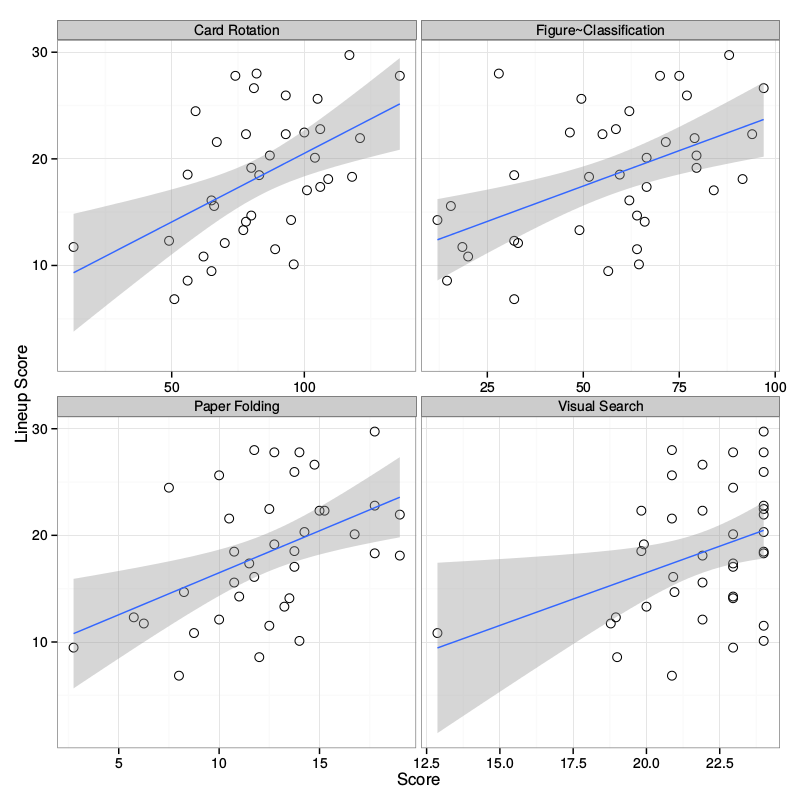 Card Rotation
Figure~Classification
30
20
10
50 100
25 50 75 100
Lineup Score
Paper Folding
Visual Search
30
20
10
5 10 15
12.5 15.0 17.5 20.0 22.5
Score